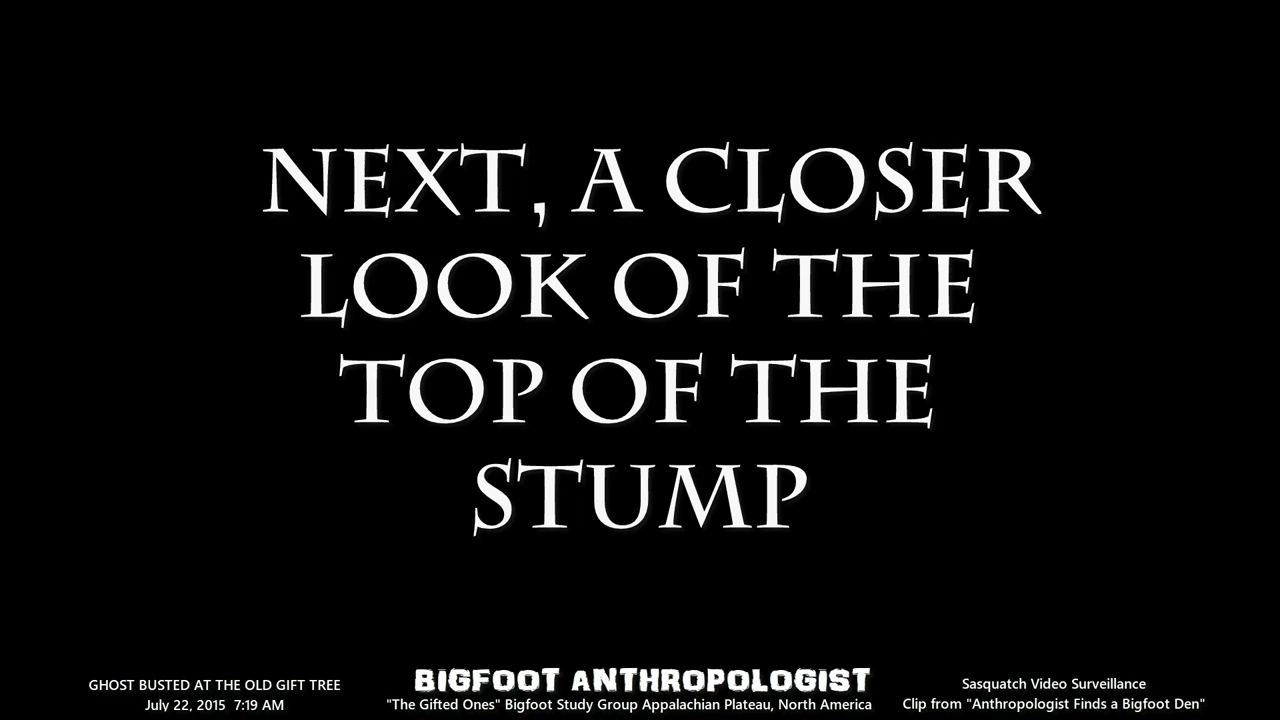 NEXT, A CLOSER
LOOK OF THE
TOP OF THE
STUMP
GHOST BUSTED AT THE OLD GIFT TREE
July 22, 2015 7:19 AM
BIGFOOT ANTHROPOLOGIST
"The Gifted Ones" Bigfoot Study Group Appalachian Plateau, North America
Sasquatch Video Surveillance
Clip from "Anthropologist Finds a Bigfoot Den"